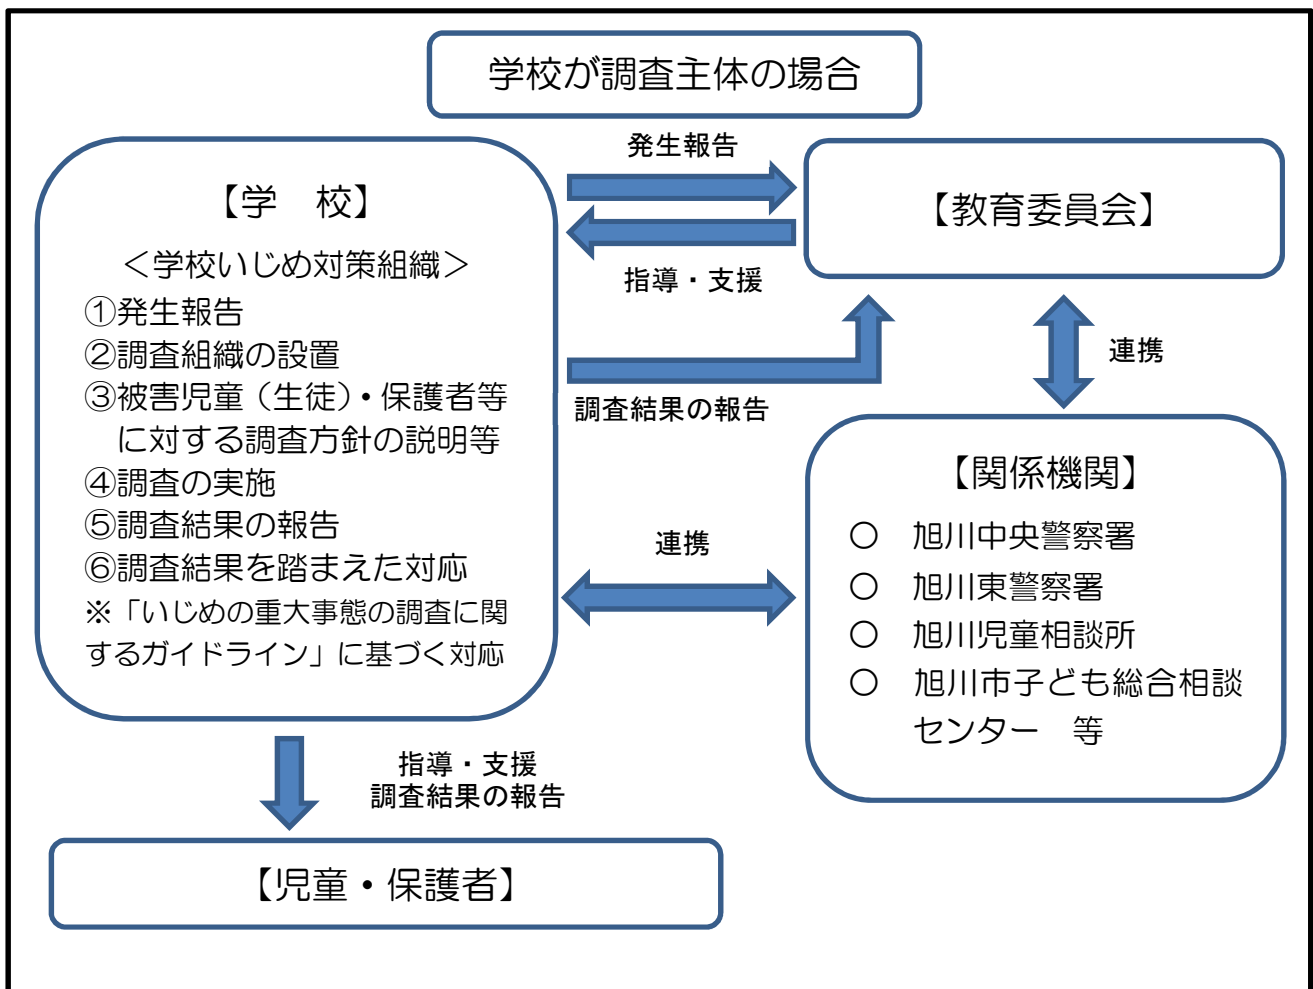 学校が調査主体の場合
発生報告
【学　校】
＜学校いじめ対策組織＞
①発生報告
②調査組織の設置
③被害児童（生徒）・保護者等
に対する調査方針の説明等
④調査の実施
⑤調査結果の報告
⑥調査結果を踏まえた対応
※「いじめの重大事態の調査に関
するガイドライン」に基づく対応
【教育委員会】
指導・支援
調査結果の報告
連携
連携
【関係機関】
○　旭川中央警察署
○　旭川東警察署
○　旭川児童相談所
○　旭川市子ども総合相談
センター　等
指導・支援
調査結果の報告
【児童・保護者】